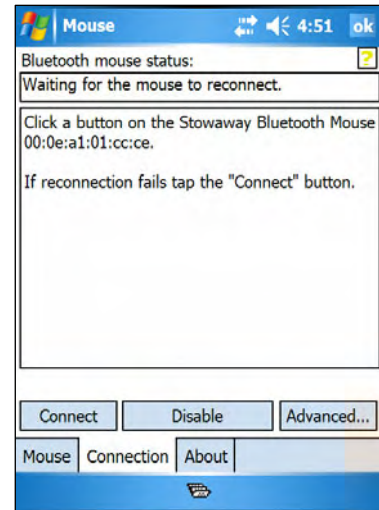 Mouse 4:51 ok
Bluetooth mouse status: ?
Waiting for the mouse to reconnect.
Click a button on the Stowaway Bluetooth Mouse
00:0e:a1:01:cc:ce.
If reconnection fails tap the "Connect" button.
Connect Disable Advanced...
Mouse Connection About